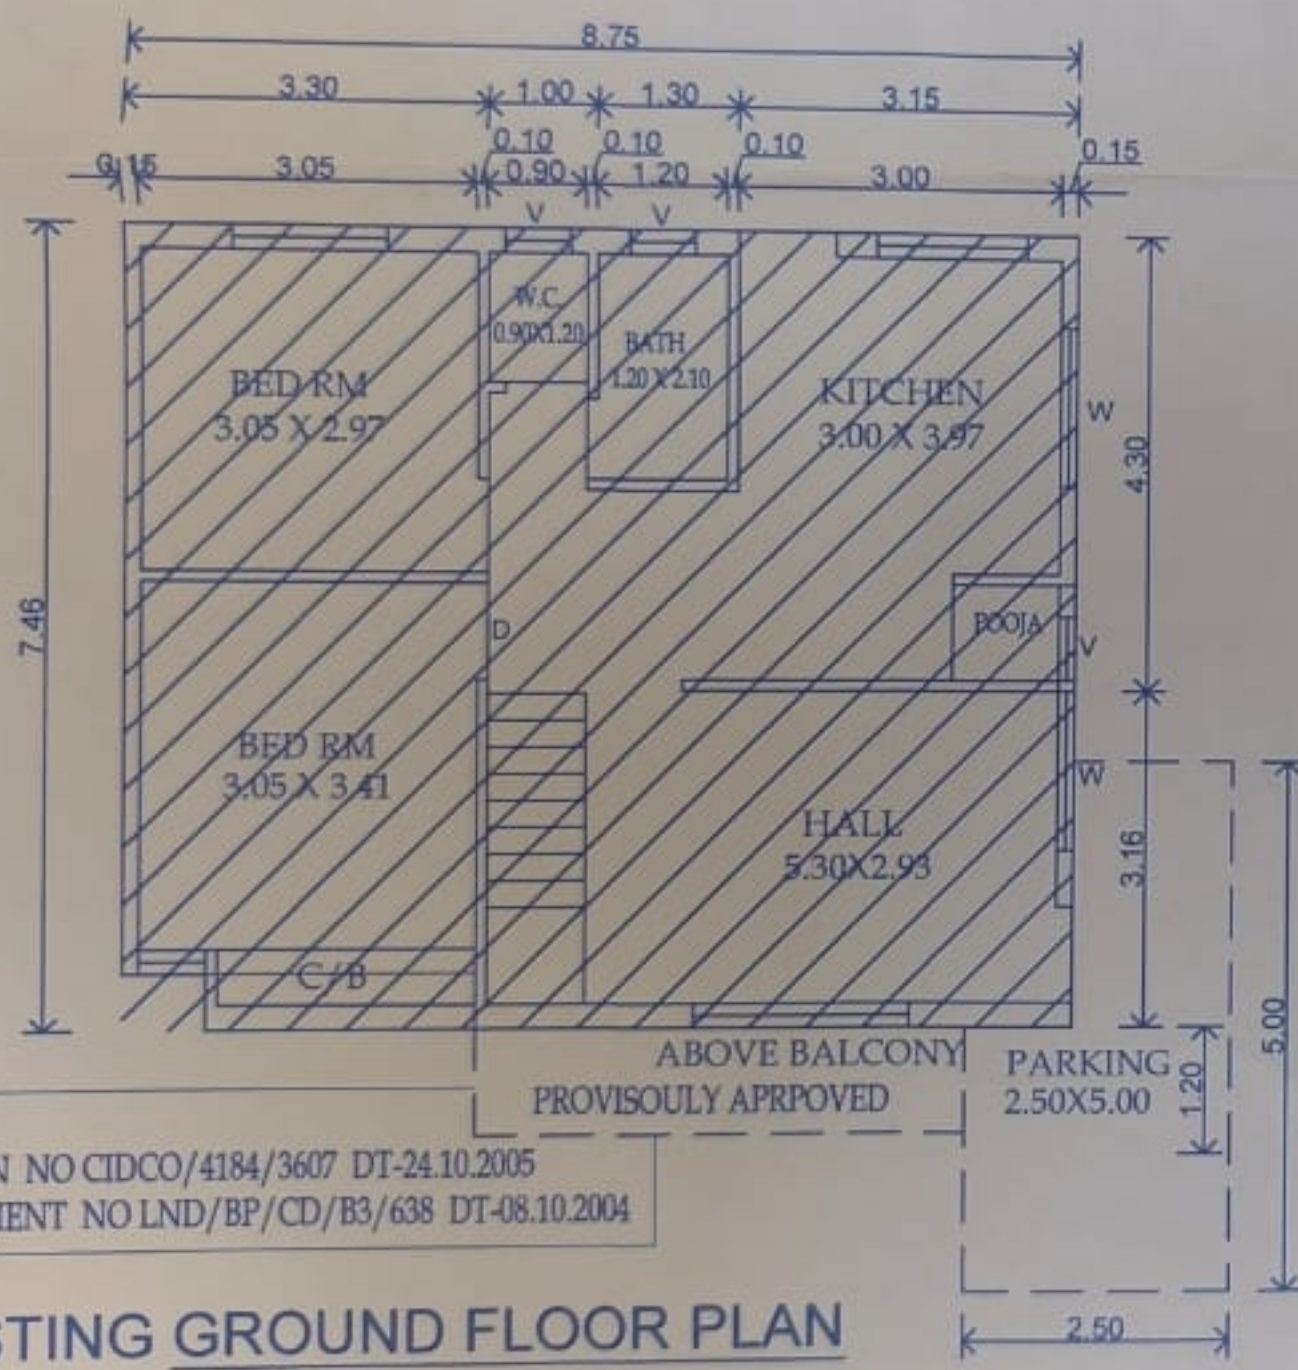 8.75
3.30 1.00 1.30 3.15
0.10 0.10 0.10 0.15
0.15 3.05 0.90 1.20 3.00
V V
W.C.
0.90X1.20
BATH
1.20 X 2.10
BED RM
3.05 X 2.97
KITCHEN
3.00 X 3.97
W
4.30
7.46
D
POOJA
V
BED RM
3.05 X 3.41
W
HALL
5.30X2.93
3.16
C/B
5.00
ABOVE BALCONY
PROVISOULY APRPOVED
PARKING
2.50X5.00
1.20
N NO CIDCO/4184/3607 DT-24.10.2005
MENT NO LND/BP/CD/B3/638 DT-08.10.2004
STING GROUND FLOOR PLAN
2.50